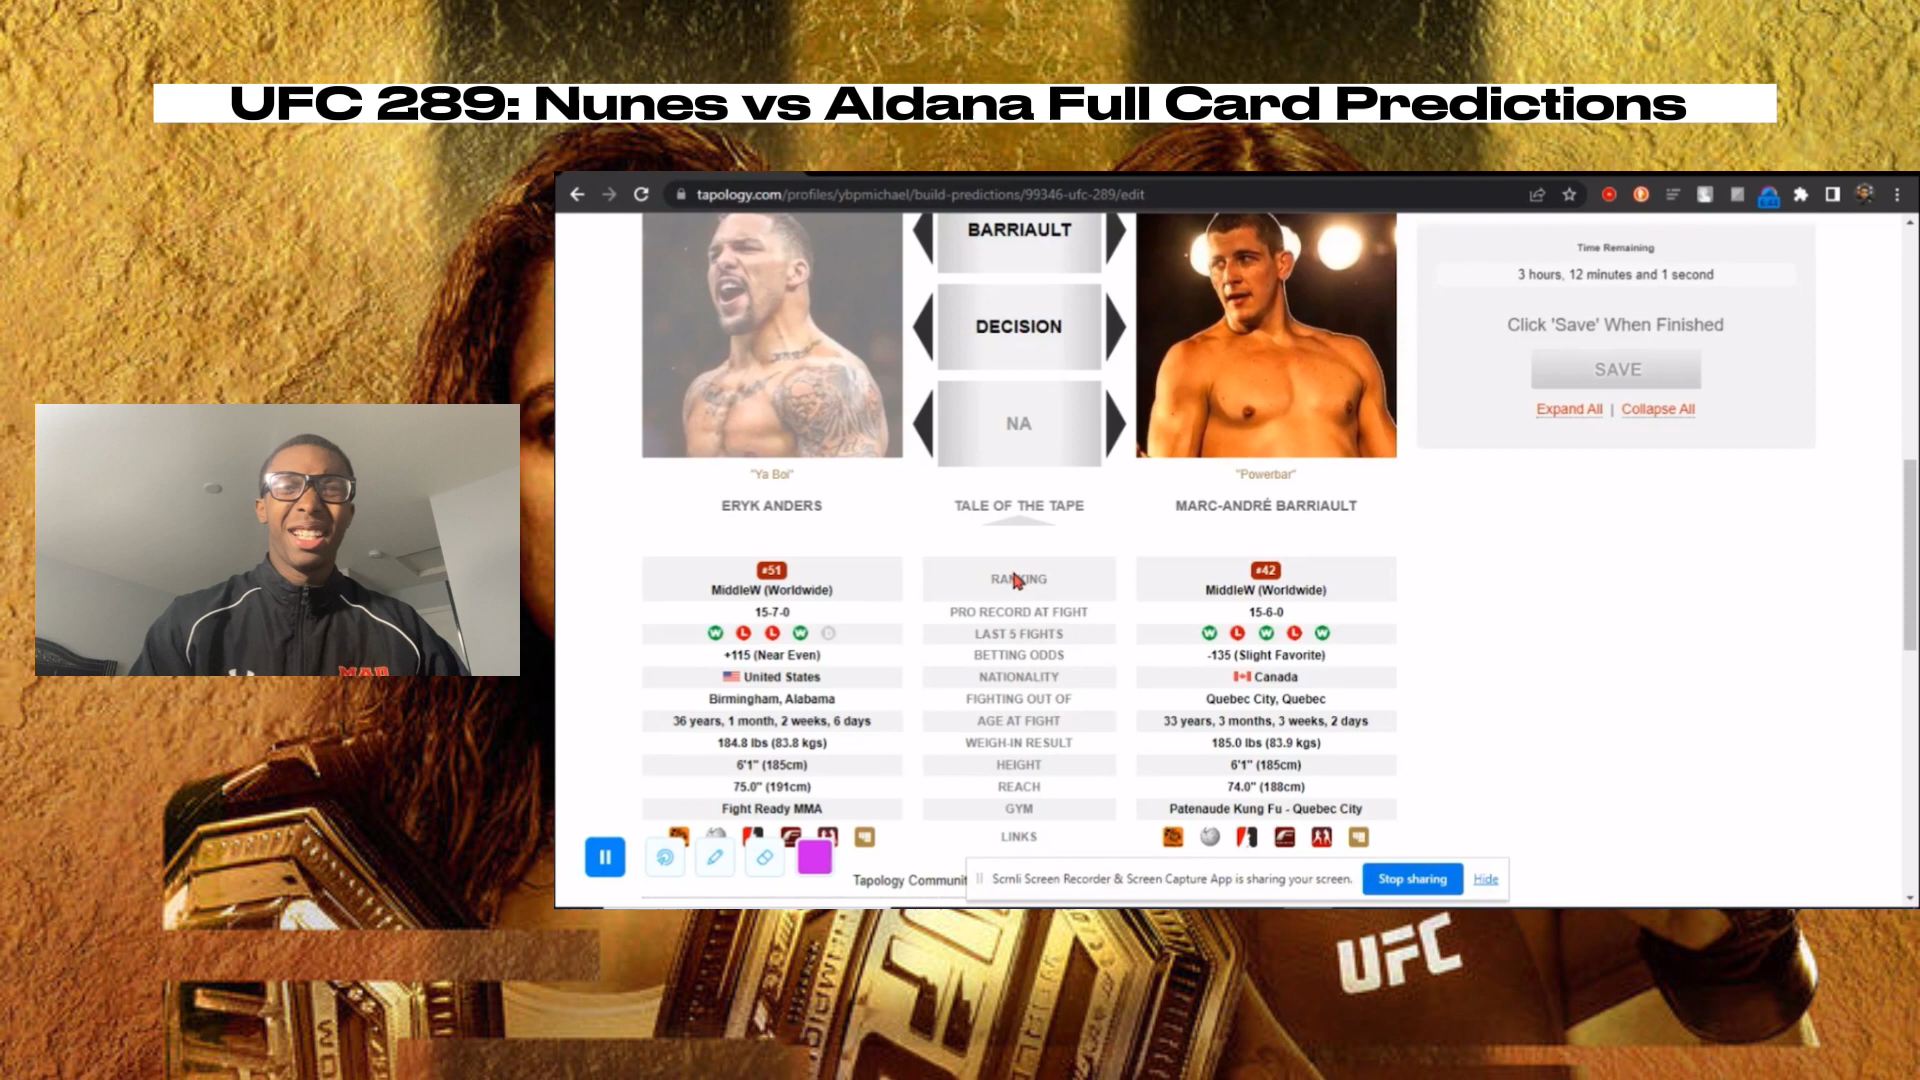 UFC 289: Nunes vs Aldana Full Card Predictions
tapology.com/profiles/ybpmichael/build-predictions/99346-ufc-289/edit
BARRIAULT
DECISION
NA
Time Remaining
3 hours, 12 minutes and 1 second
Click 'Save' When Finished
SAVE
Expand All | Collapse All
"Ya Boi"
"Powerbar"
ERYK ANDERS
TALE OF THE TAPE
MARC-ANDRÉ BARRIAULT
#51
MiddleW (Worldwide)
RANKING
#42
MiddleW (Worldwide)
15-7-0
PRO RECORD AT FIGHT
15-6-0
W L L W D
LAST 5 FIGHTS
W L W L W
+115 (Near Even)
BETTING ODDS
-135 (Slight Favorite)
United States
NATIONALITY
Canada
Birmingham, Alabama
FIGHTING OUT OF
Quebec City, Quebec
36 years, 1 month, 2 weeks, 6 days
AGE AT FIGHT
33 years, 3 months, 3 weeks, 2 days
184.8 lbs (83.8 kgs)
WEIGH-IN RESULT
185.0 lbs (83.9 kgs)
6'1" (185cm)
HEIGHT
6'1" (185cm)
75.0" (191cm)
REACH
74.0" (188cm)
Fight Ready MMA
GYM
Patenaude Kung Fu - Quebec City
LINKS
Tapology
Scrnli Screen Recorder & Screen Capture App is sharing your screen.
Stop sharing
Hide
UFC